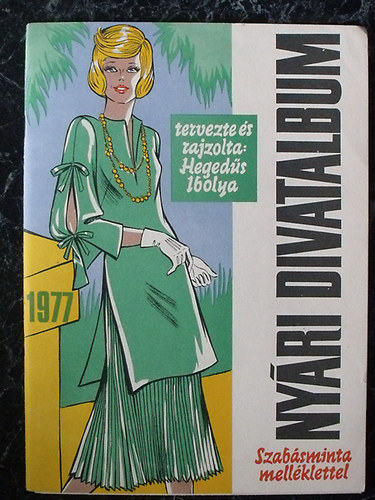 tervezte és
rajzolta:
Hegedűs
Ibolya
NYÁRI DIVATALBUM
1977
Szabásminta
melléklettel